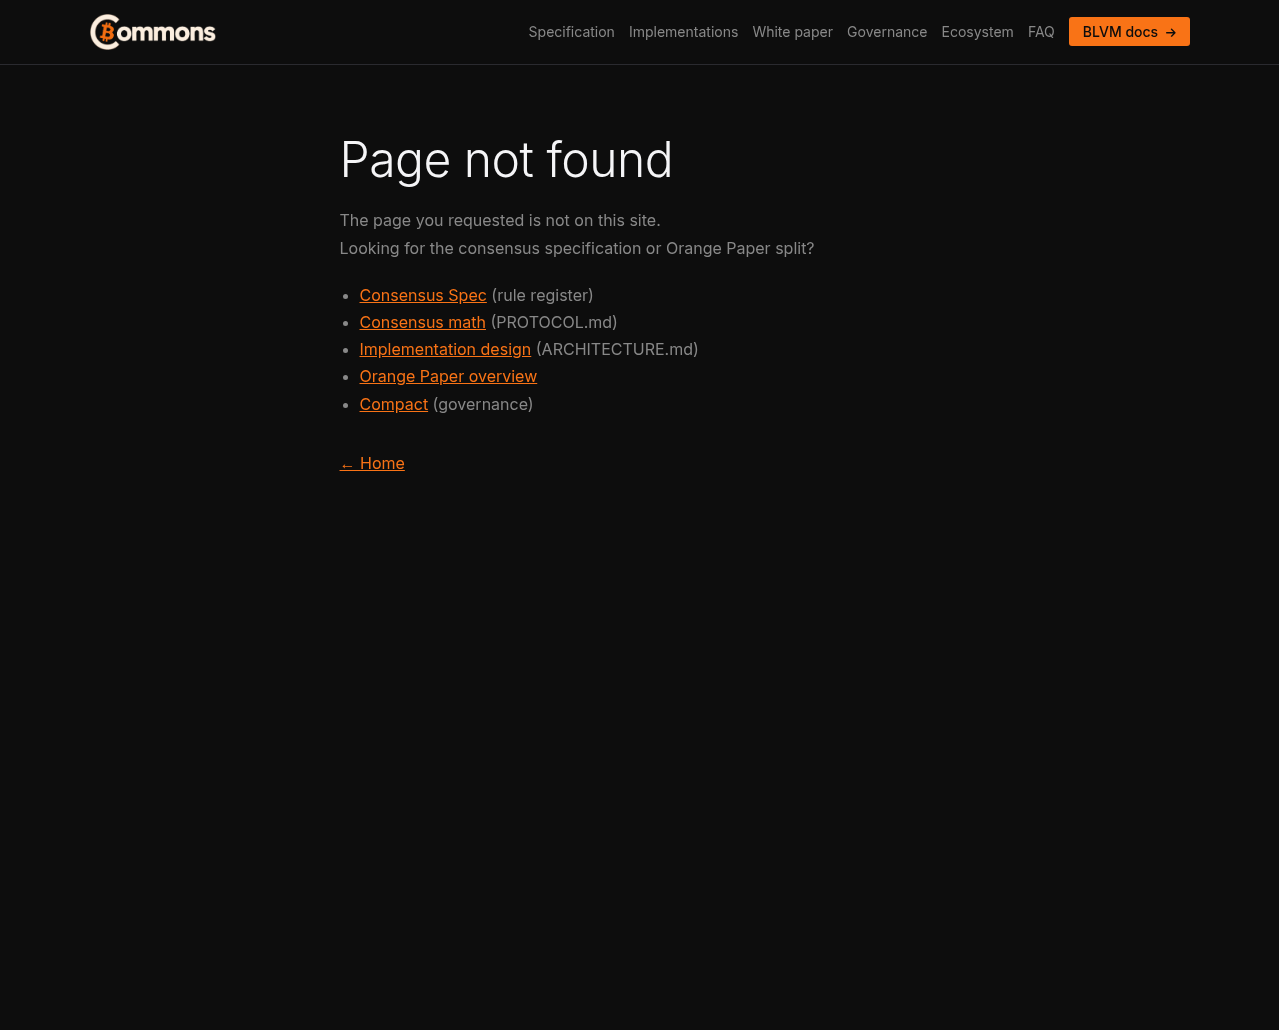 Commons
Specification Implementations White paper Governance Ecosystem FAQ BLVM docs →
Page not found
The page you requested is not on this site.
Looking for the consensus specification or Orange Paper split?
• Consensus Spec (rule register)
• Consensus math (PROTOCOL.md)
• Implementation design (ARCHITECTURE.md)
• Orange Paper overview
• Compact (governance)
← Home